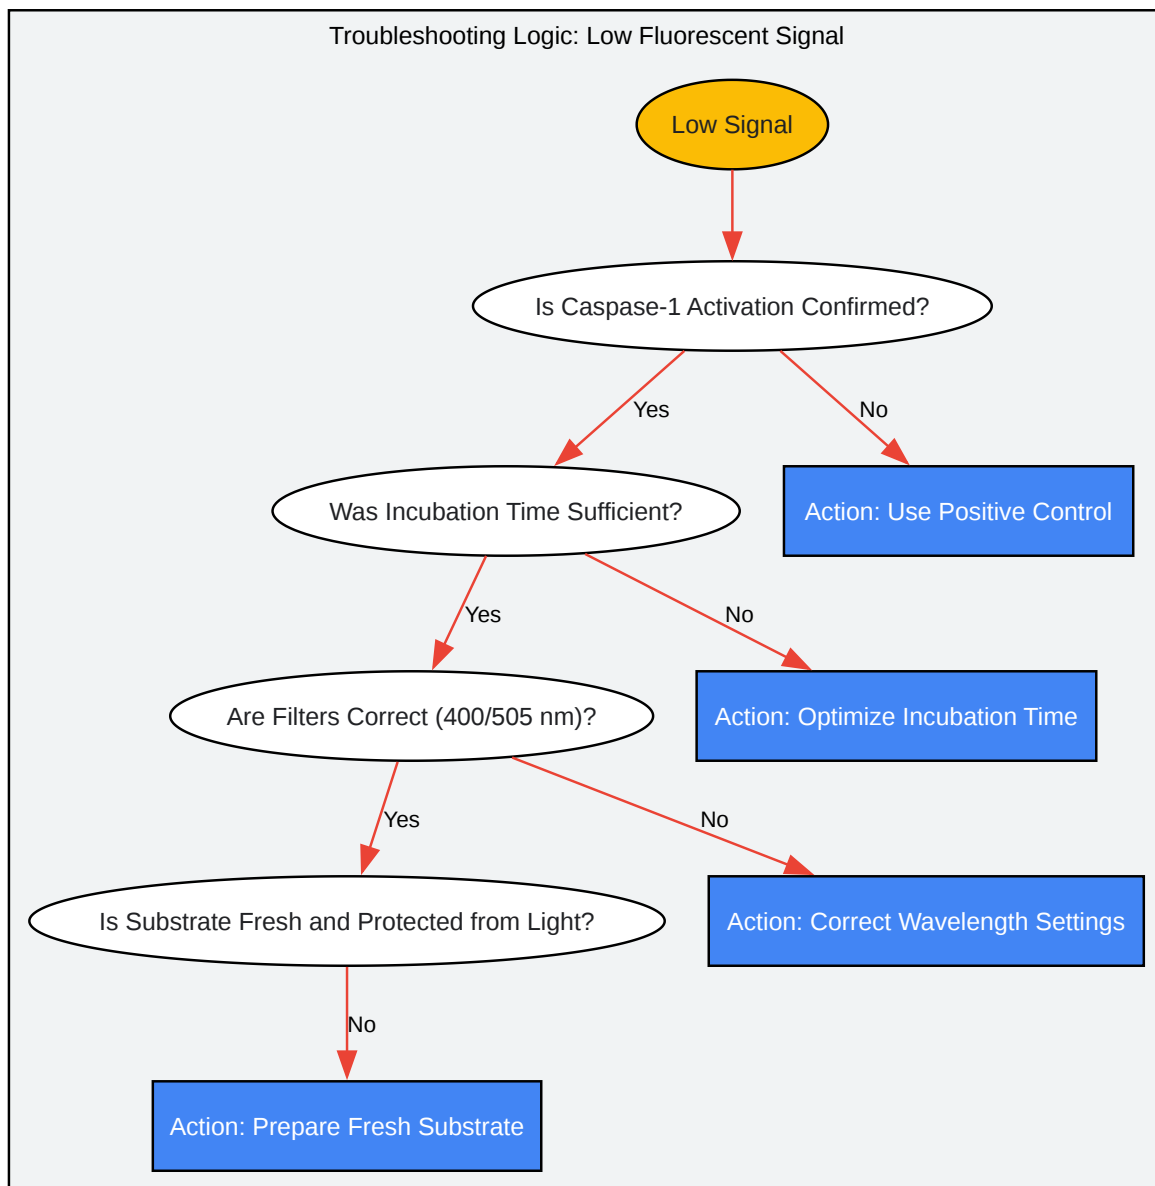 Troubleshooting Logic: Low Fluorescent Signal
Low Signal
Is Caspase-1 Activation Confirmed?
Yes
No
Was Incubation Time Sufficient?
Action: Use Positive Control
Yes
No
Are Filters Correct (400/505 nm)?
Action: Optimize Incubation Time
Yes
No
Is Substrate Fresh and Protected from Light?
Action: Correct Wavelength Settings
No
Action: Prepare Fresh Substrate